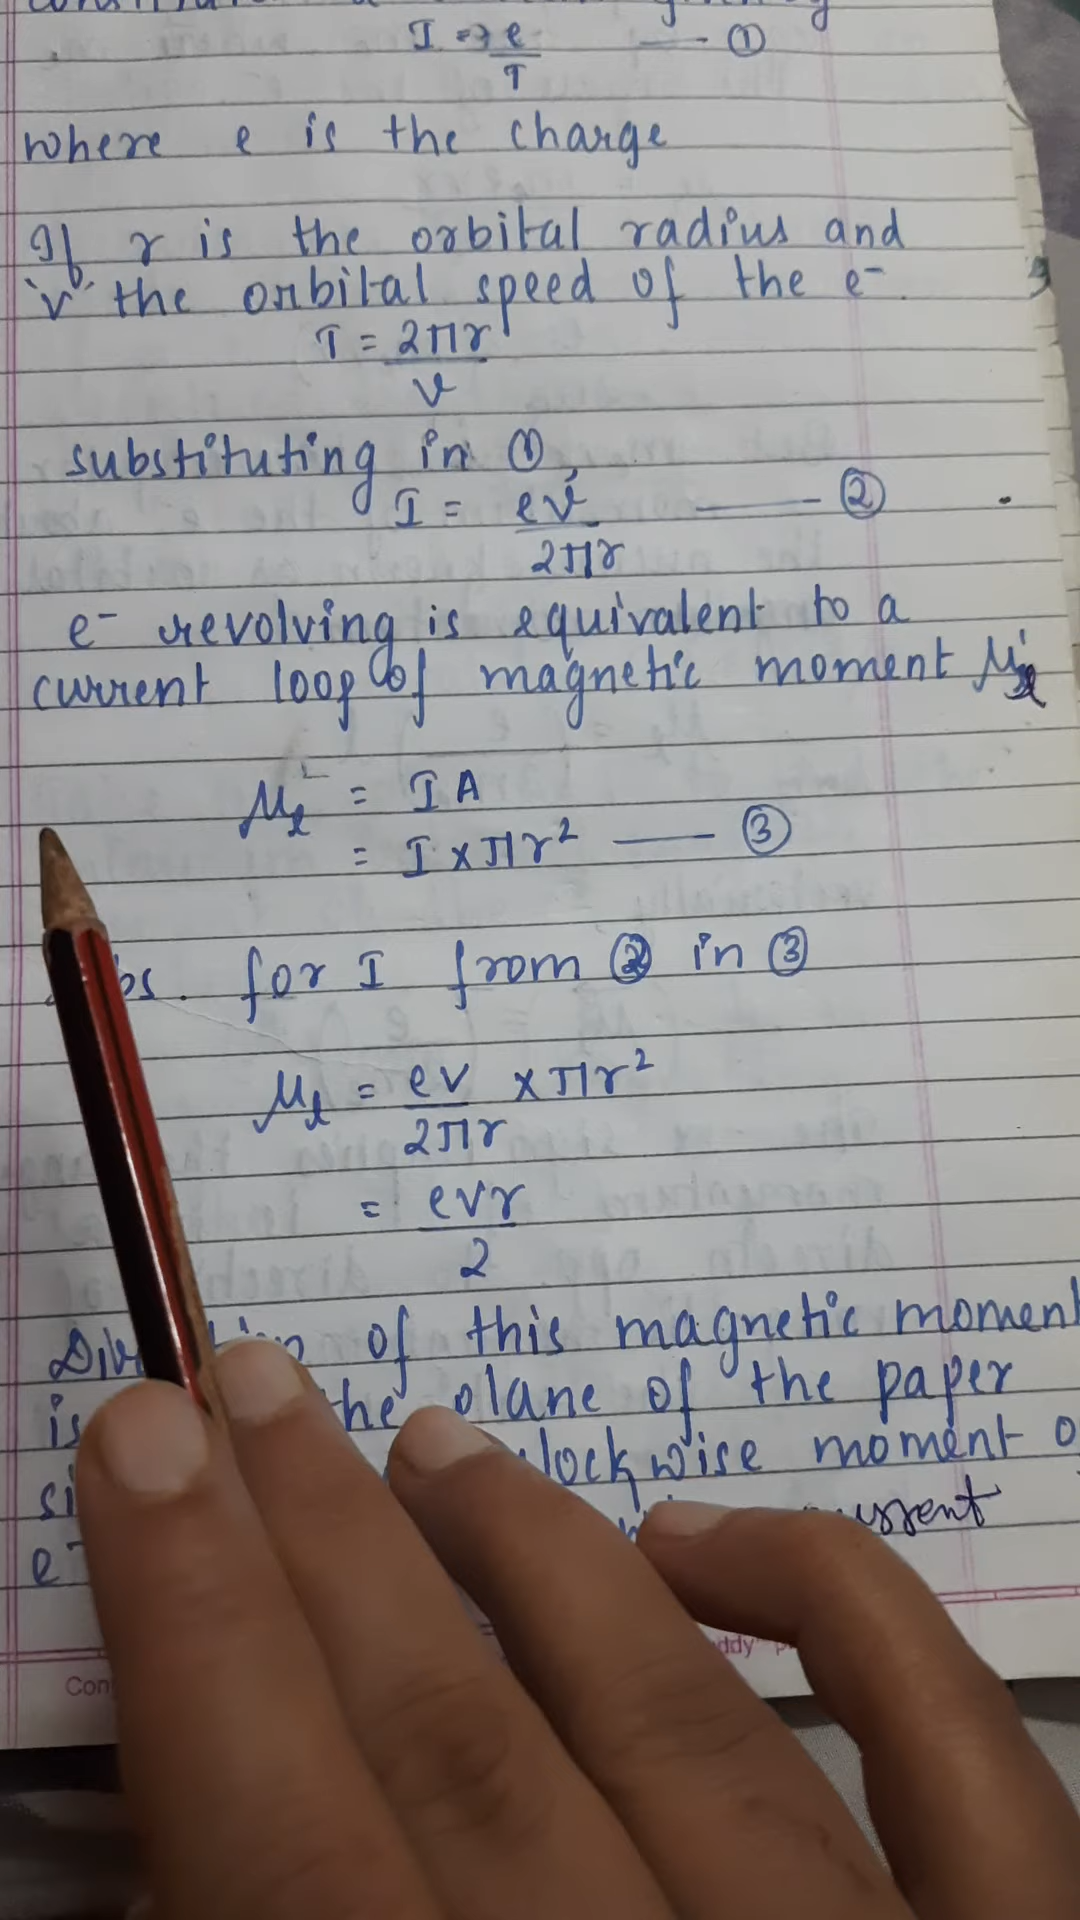 I => e/T —— ①
where e is the charge
If r is the orbital radius and
'v' the orbital speed of the e⁻.
T = 2πr/v
substituting in ①,
I = ev/2πr —— ②
e⁻ revolving is equivalent to a
current loop of magnetic moment μₗ
μₗ = IA
= I × πr² —— ③
for I from ② in ③
μₗ = ev/2πr × πr²
= evr/2
of this magnetic moment
is the plane of the paper
moment
e⁻ current